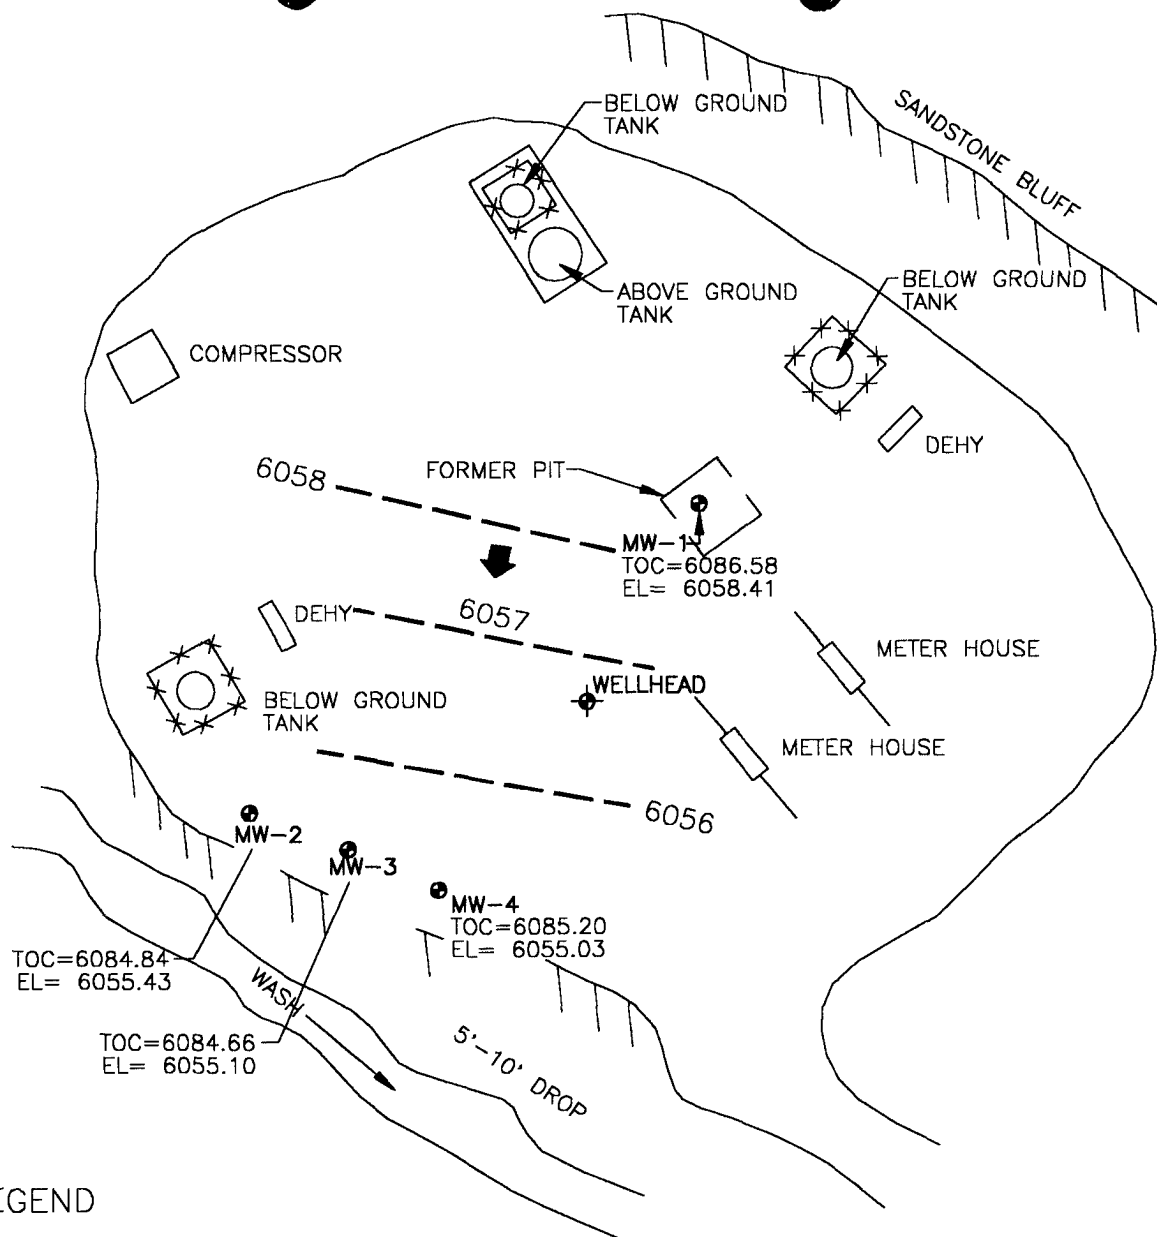 BELOW GROUND
TANK
SANDSTONE BLUFF
BELOW GROUND
TANK
ABOVE GROUND
TANK
COMPRESSOR
DEHY
6058
FORMER PIT
MW-1
TOC=6086.58
EL= 6058.41
DEHY
6057
METER HOUSE
WELLHEAD
BELOW GROUND
TANK
METER HOUSE
6056
MW-2
MW-3
MW-4
TOC=6085.20
EL= 6055.03
TOC=6084.84
EL= 6055.43
WASH
TOC=6084.66
EL= 6055.10
5'-10' DROP
EGEND